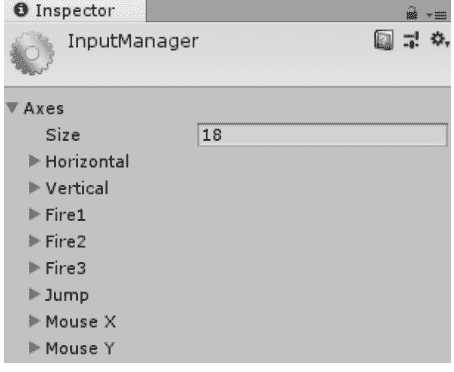 Inspector
InputManager
Axes
Size 18
Horizontal
Vertical
Fire1
Fire2
Fire3
Jump
Mouse X
Mouse Y